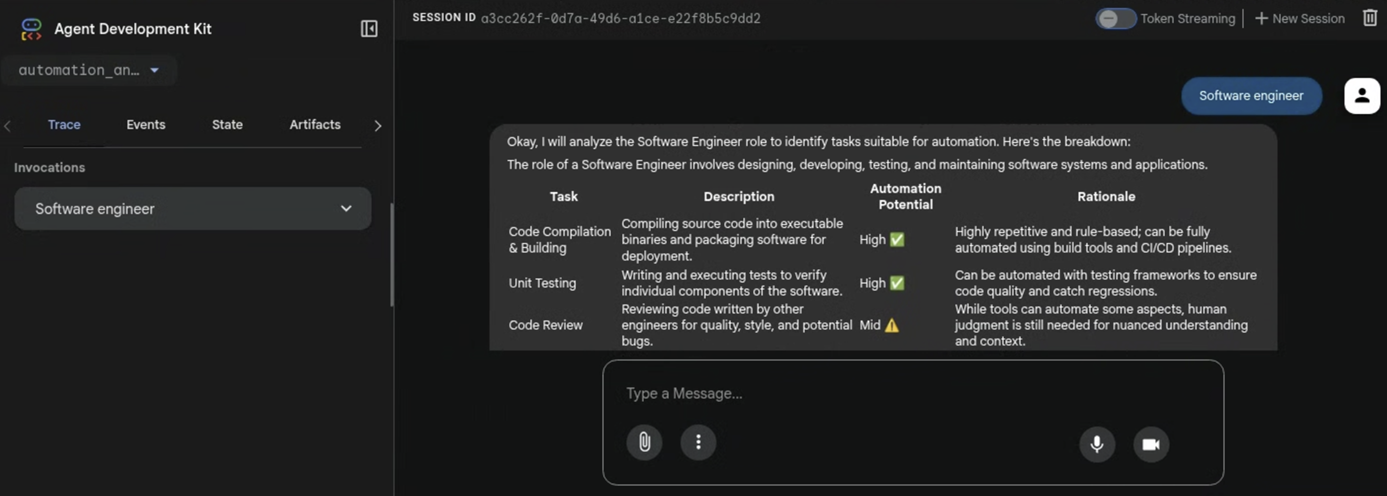 Agent Development Kit
automation_an...
Trace Events State Artifacts
Invocations
Software engineer
SESSION ID a3cc262f-0d7a-49d6-a1ce-e22f8b5c9dd2
Token Streaming
New Session
Software engineer
Okay, I will analyze the Software Engineer role to identify tasks suitable for automation. Here's the breakdown:
The role of a Software Engineer involves designing, developing, testing, and maintaining software systems and applications.
Task
Description
Automation
Potential
Rationale
Code Compilation
& Building
Compiling source code into executable
binaries and packaging software for
deployment.
High ✅
Highly repetitive and rule-based; can be fully
automated using build tools and CI/CD pipelines.
Unit Testing
Writing and executing tests to verify
individual components of the software.
High ✅
Can be automated with testing frameworks to ensure
code quality and catch regressions.
Code Review
Reviewing code written by other
engineers for quality, style, and potential
bugs.
Mid ⚠️
While tools can automate some aspects, human
judgment is still needed for nuanced understanding
and context.
Type a Message...